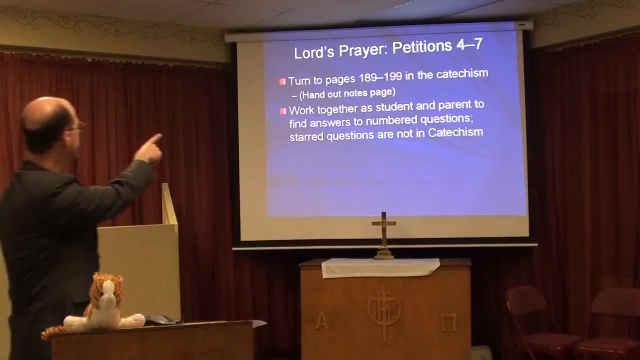 Lord's Prayer: Petitions 4–7
Turn to pages 189–199 in the catechism
– (Hand out notes page)
Work together as student and parent to
find answers to numbered questions;
starred questions are not in Catechism
Α
IHS
Π